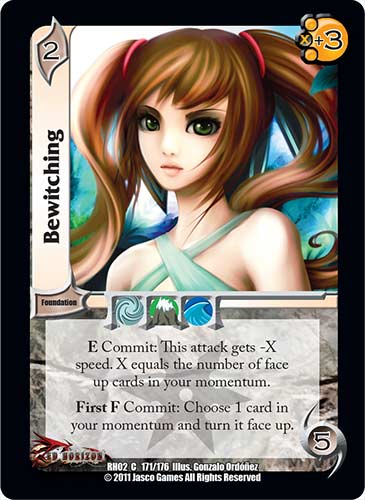 2
+3
Bewitching
Foundation
E Commit: This attack gets -X
speed. X equals the number of face
up cards in your momentum.
First F Commit: Choose 1 card in
your momentum and turn it face up.
5
RED HORIZON
RH02 C 171/176 Illus. Gonzalo Ordóñez
© 2011 Jasco Games All Rights Reserved